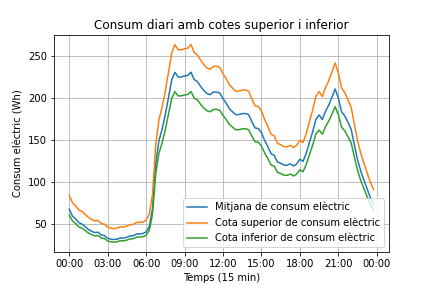 Consum diari amb cotes superior i inferior
Consum elèctric (Wh)
250
200
150
100
50
Mitjana de consum elèctric
Cota superior de consum elèctric
Cota inferior de consum elèctric
00:00 03:00 06:00 09:00 12:00 15:00 18:00 21:00 00:00
Temps (15 min)